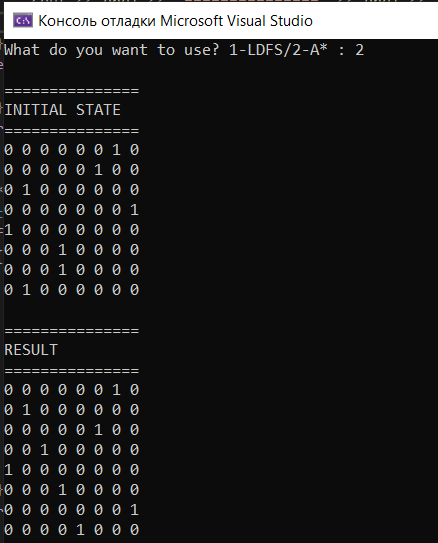 Консоль отладки Microsoft Visual Studio
What do you want to use? 1-LDFS/2-A* : 2
===============
INITIAL STATE
===============
0 0 0 0 0 0 1 0
0 0 0 0 0 1 0 0
0 1 0 0 0 0 0 0
0 0 0 0 0 0 0 1
1 0 0 0 0 0 0 0
0 0 0 1 0 0 0 0
0 0 0 1 0 0 0 0
0 1 0 0 0 0 0 0
===============
RESULT
===============
0 0 0 0 0 0 1 0
0 1 0 0 0 0 0 0
0 0 0 0 0 1 0 0
0 0 1 0 0 0 0 0
1 0 0 0 0 0 0 0
0 0 0 1 0 0 0 0
0 0 0 0 0 0 0 1
0 0 0 0 1 0 0 0